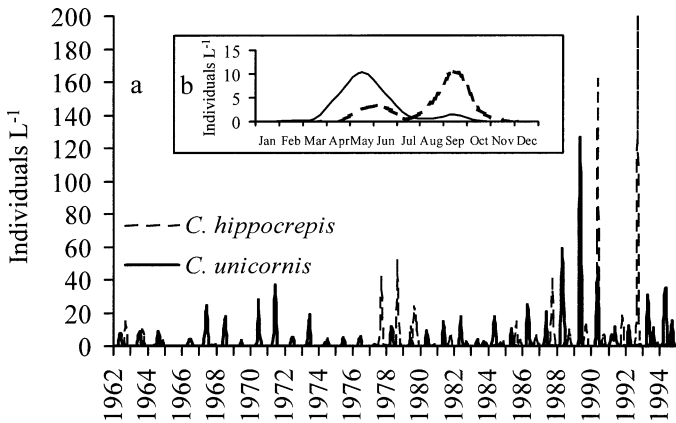 200
180
160
140
120
100
80
60
40
20
0
Individuals L-1
a
b
15
10
5
0
Individuals L-1
Jan Feb Mar Apr May Jun Jul Aug Sep Oct Nov Dec
C. hippocrepis
C. unicornis
1962 1964 1966 1968 1970 1972 1974 1976 1978 1980 1982 1984 1986 1988 1990 1992 1994